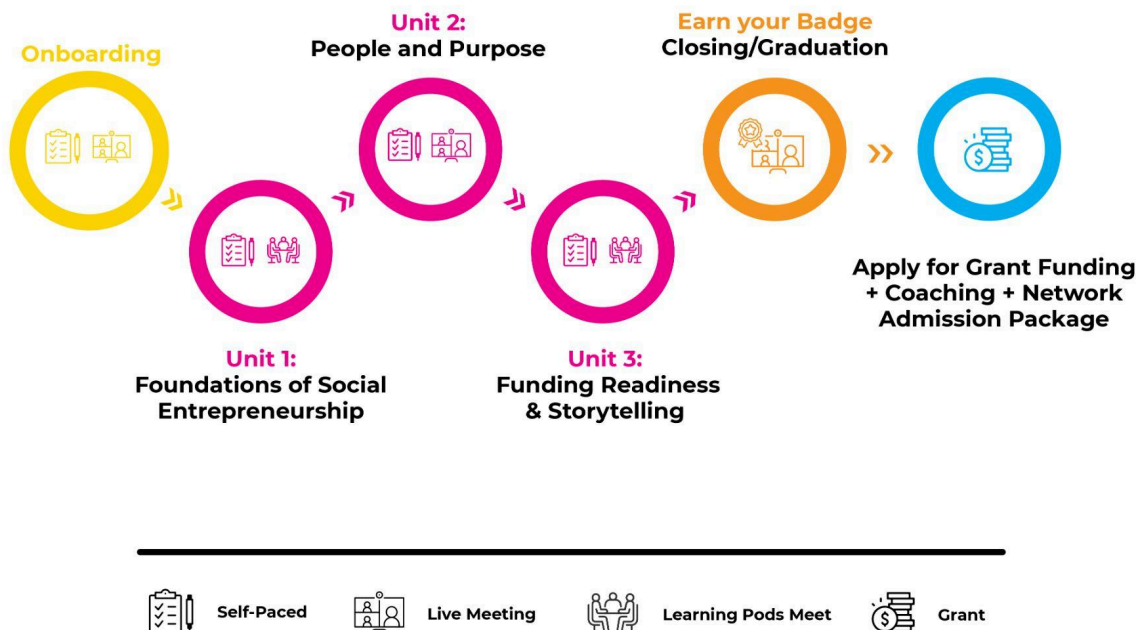 Onboarding
Unit 2:
People and Purpose
Earn your Badge
Closing/Graduation
Unit 1:
Foundations of Social
Entrepreneurship
Unit 3:
Funding Readiness
& Storytelling
Apply for Grant Funding
+ Coaching + Network
Admission Package
Self-Paced
Live Meeting
Learning Pods Meet
Grant